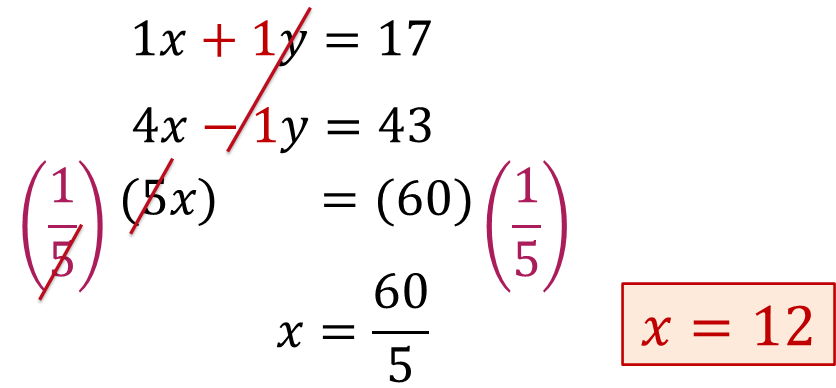 1x + 1y = 17
4x − 1y = 43
(1/5) (5x) = (60) (1/5)
x = 60/5
x = 12